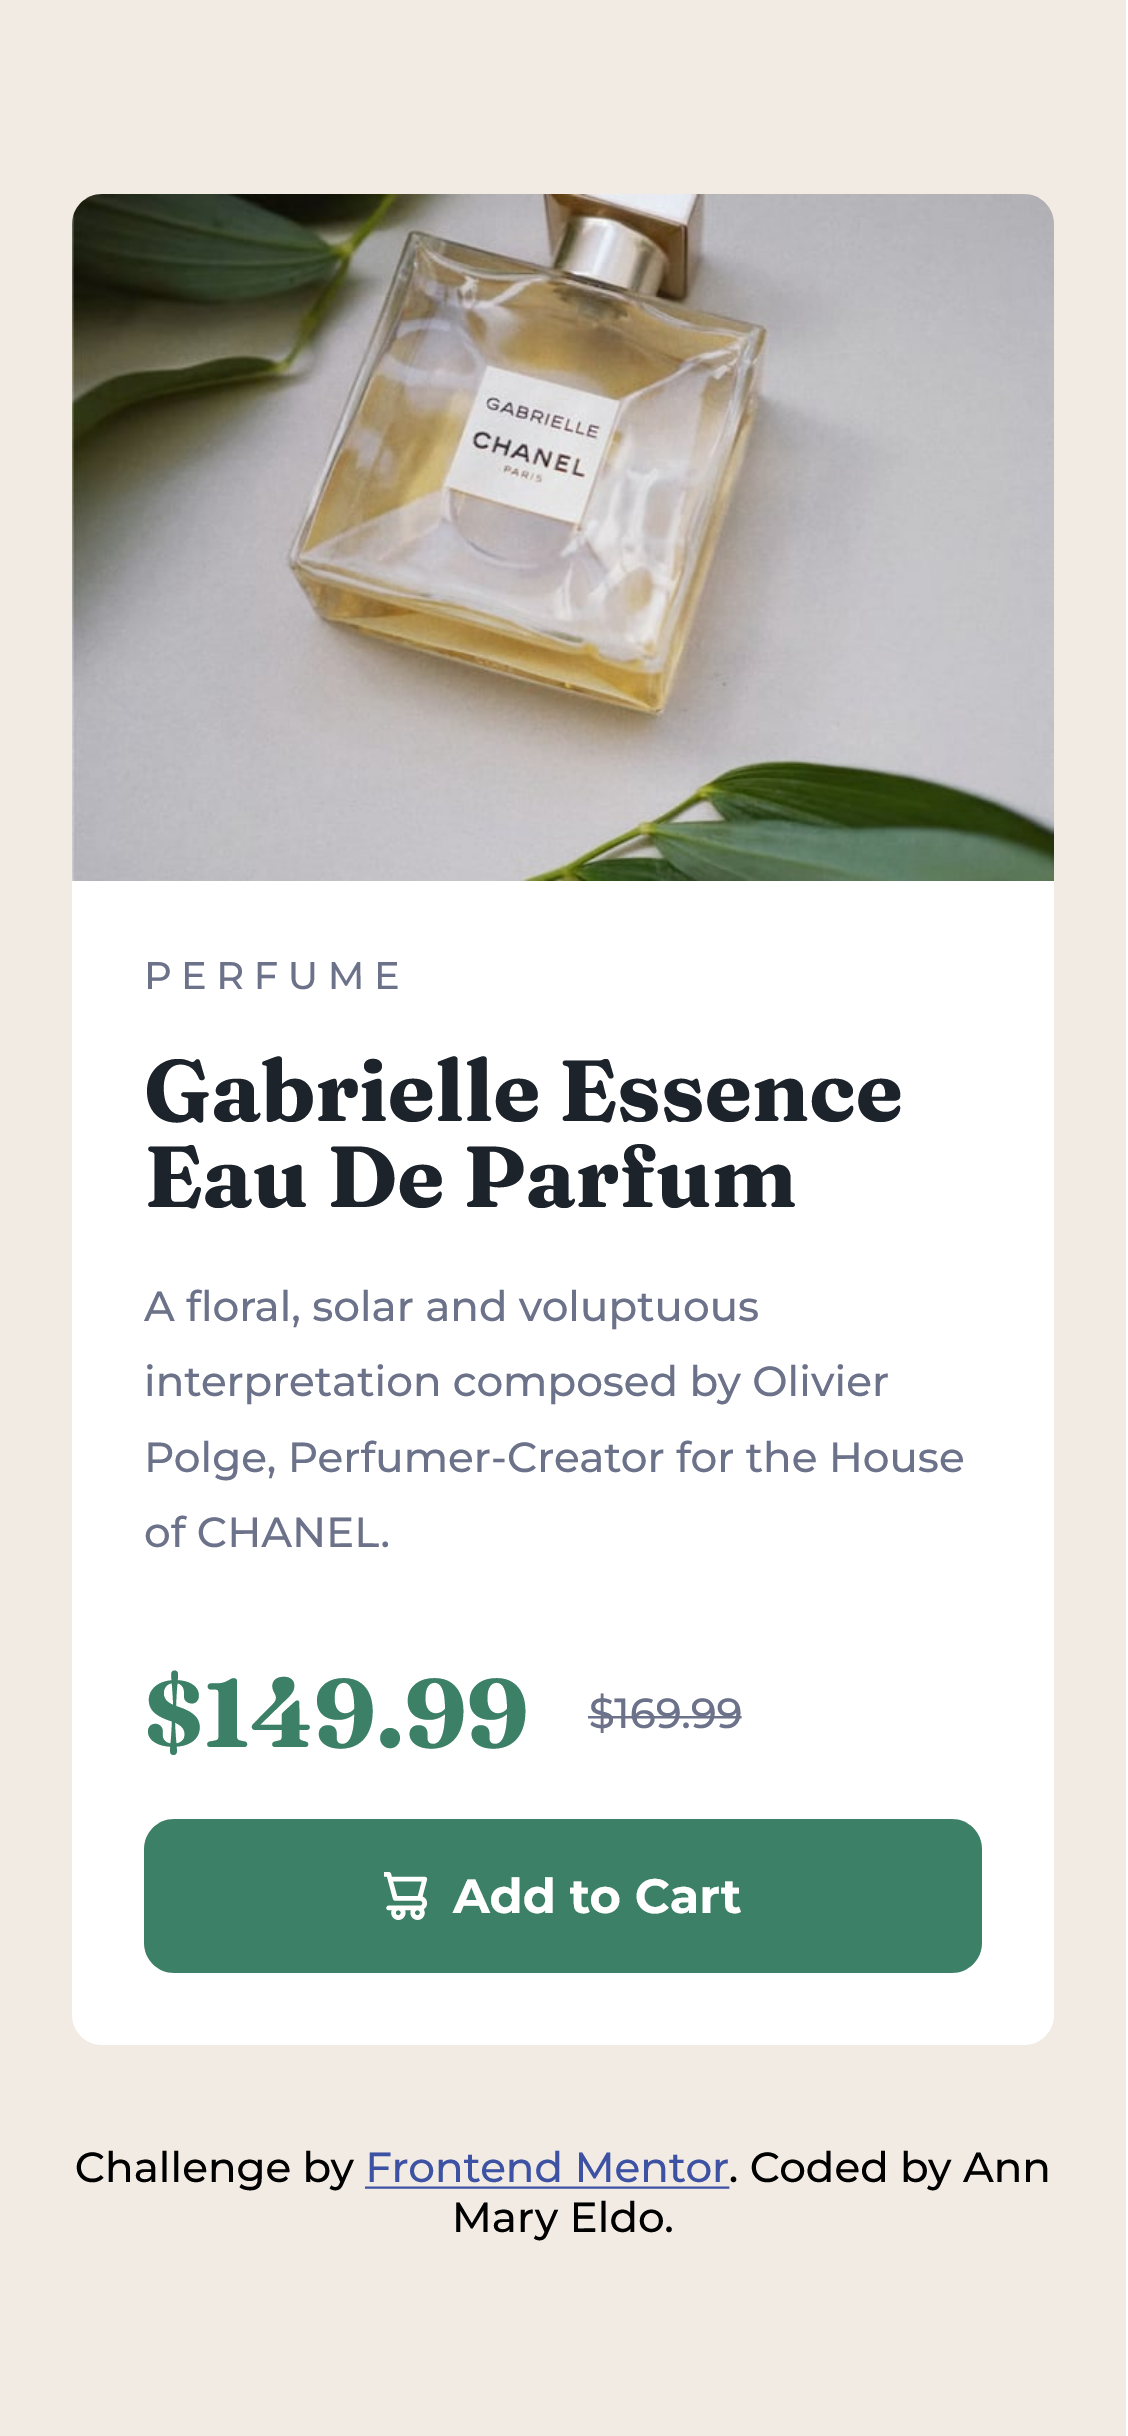 GABRIELLE
CHANEL
PARIS
PERFUME
Gabrielle Essence
Eau De Parfum
A floral, solar and voluptuous
interpretation composed by Olivier
Polge, Perfumer-Creator for the House
of CHANEL.
$149.99 $169.99
Add to Cart
Challenge by Frontend Mentor. Coded by Ann
Mary Eldo.